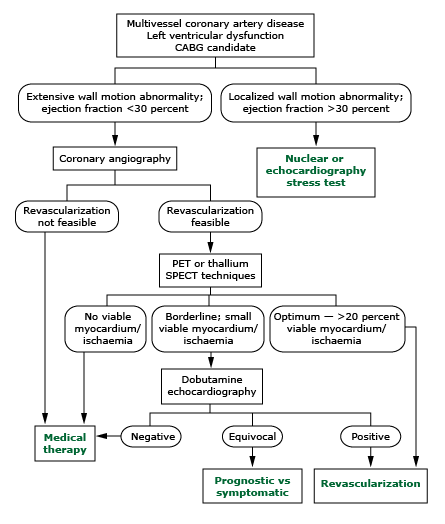 Multivessel coronary artery disease
Left ventricular dysfunction
CABG candidate
Extensive wall motion abnormality;
ejection fraction <30 percent
Localized wall motion abnormality;
ejection fraction >30 percent
Coronary angiography
Nuclear or
echocardiography
stress test
Revascularization
not feasible
Revascularization
feasible
PET or thallium
SPECT techniques
No viable
myocardium/
ischaemia
Borderline; small
viable myocardium/
ischaemia
Optimum — >20 percent
viable myocardium/
ischaemia
Dobutamine
echocardiography
Medical
therapy
Negative
Equivocal
Positive
Prognostic vs
symptomatic
Revascularization